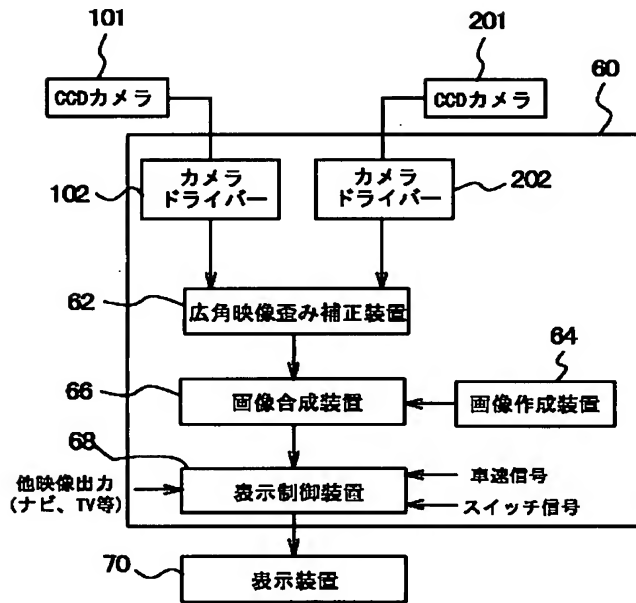 101
201
60
CCDカメラ
CCDカメラ
102
カメラ
ドライバー
カメラ
ドライバー
202
62
広角映像歪み補正装置
64
66
画像合成装置
画像作成装置
68
他映像出力
(ナビ、TV等)
表示制御装置
車速信号
スイッチ信号
70
表示装置